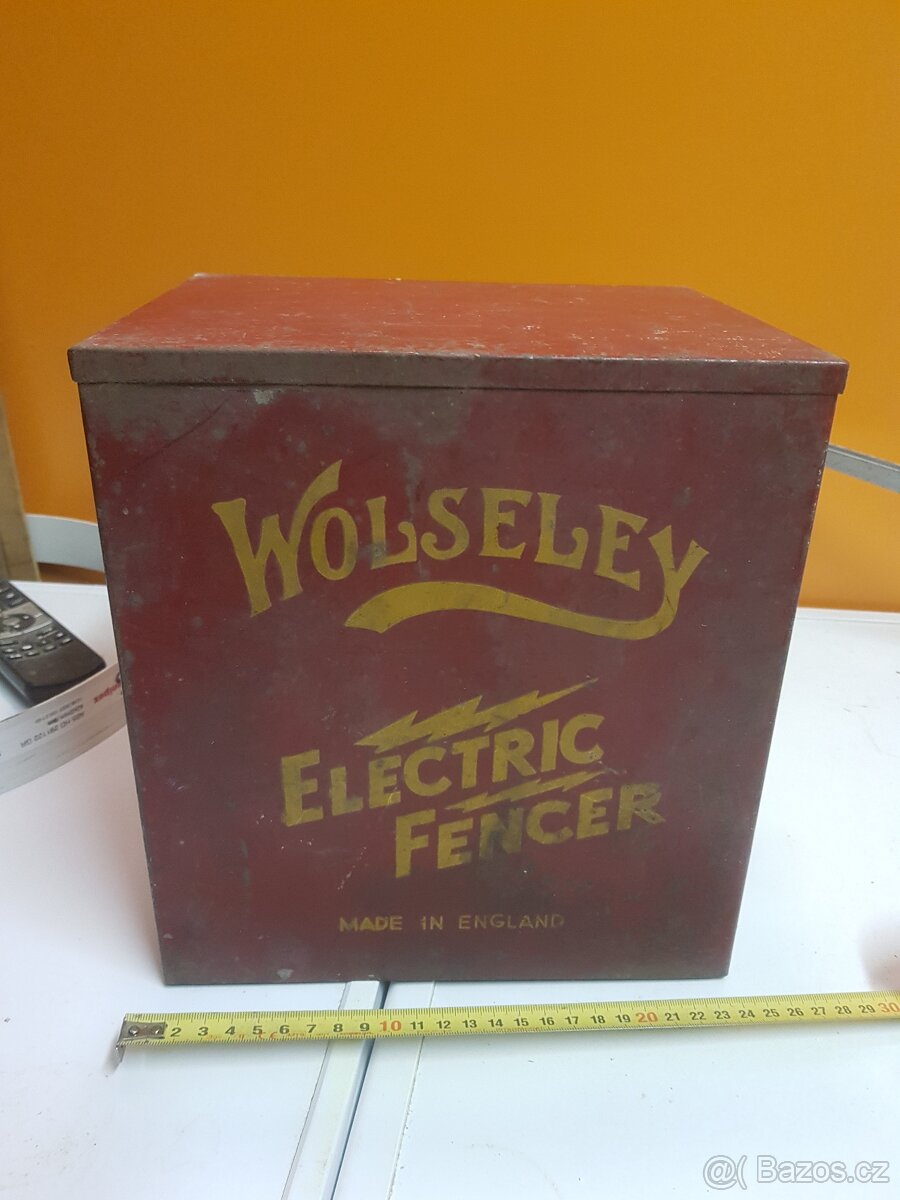 WOLSELEY
ELECTRIC
FENCER
MADE IN ENGLAND
2 3 4 5 6 7 8 9 10 11 12 13 14 15 16 17 18 19 20 21 22 23 24 25 26 27 28 29 30
@( Bazos.cz